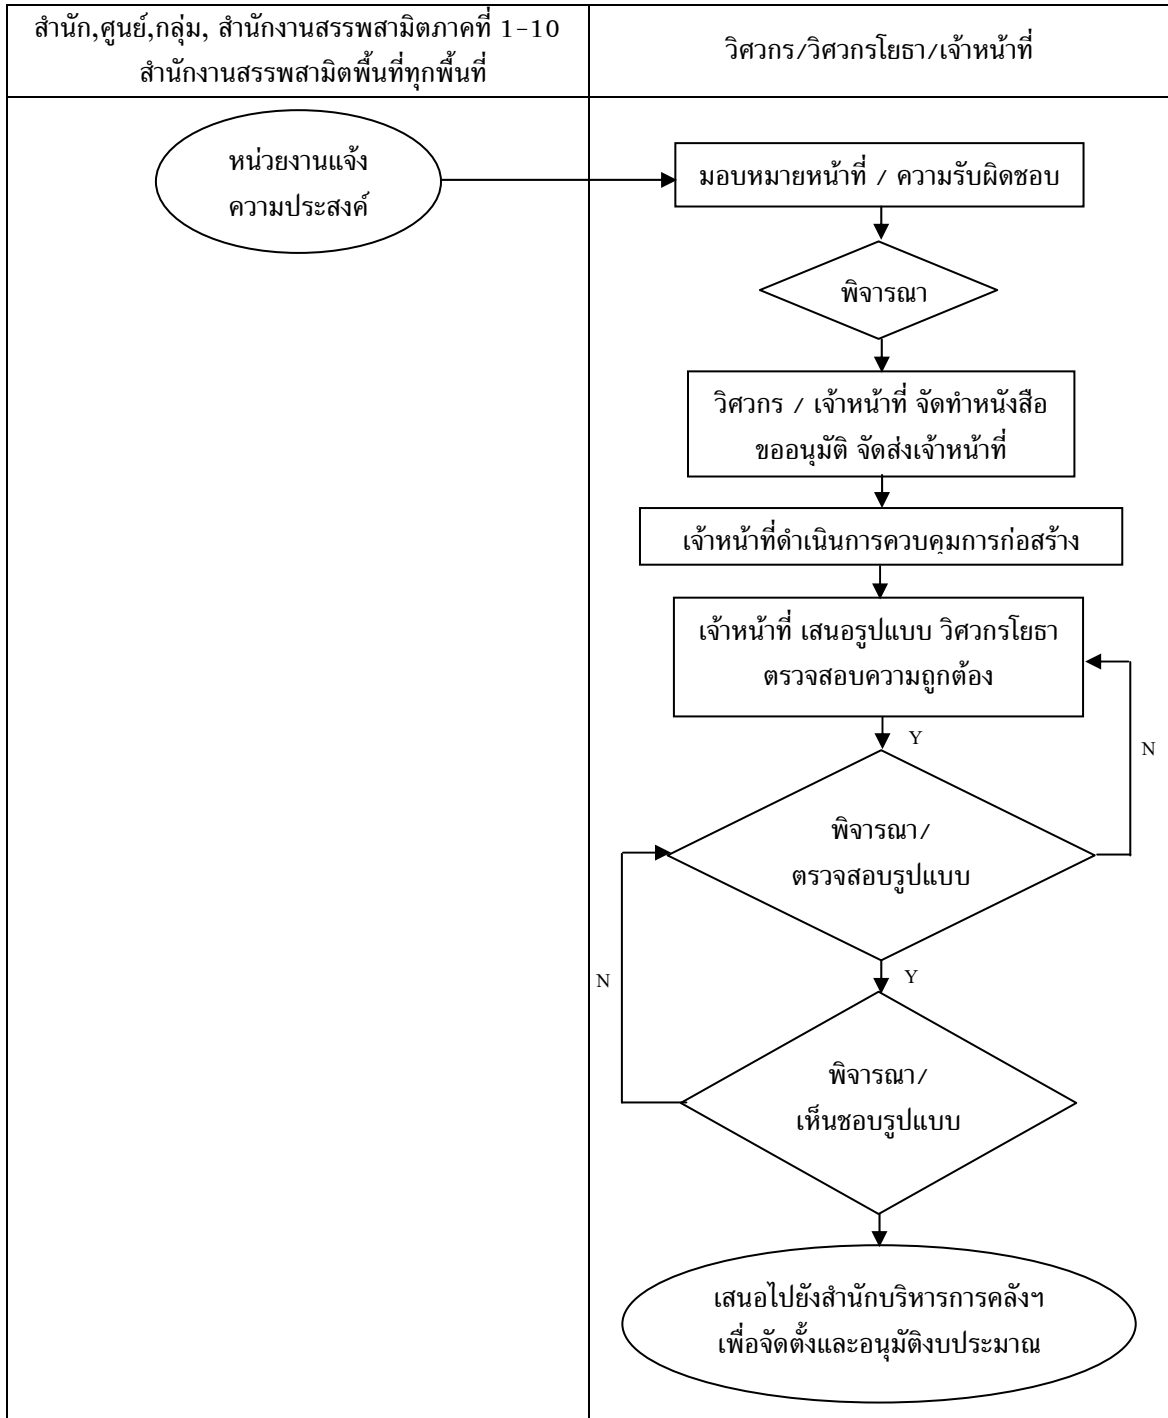 สำนัก,ศูนย์,กลุ่ม, สำนักงานสรรพสามิตภาคที่ 1-10
สำนักงานสรรพสามิตพื้นที่ทุกพื้นที่
วิศวกร/วิศวกรโยธา/เจ้าหน้าที่
หน่วยงานแจ้ง
ความประสงค์
มอบหมายหน้าที่ / ความรับผิดชอบ
พิจารณา
วิศวกร / เจ้าหน้าที่ จัดทำหนังสือ
ขออนุมัติ จัดส่งเจ้าหน้าที่
เจ้าหน้าที่ดำเนินการควบคุมการก่อสร้าง
เจ้าหน้าที่ เสนอรูปแบบ วิศวกรโยธา
ตรวจสอบความถูกต้อง
Y
N
พิจารณา/
ตรวจสอบรูปแบบ
N
Y
พิจารณา/
เห็นชอบรูปแบบ
เสนอไปยังสำนักบริหารการคลังฯ
เพื่อจัดตั้งและอนุมัติงบประมาณ